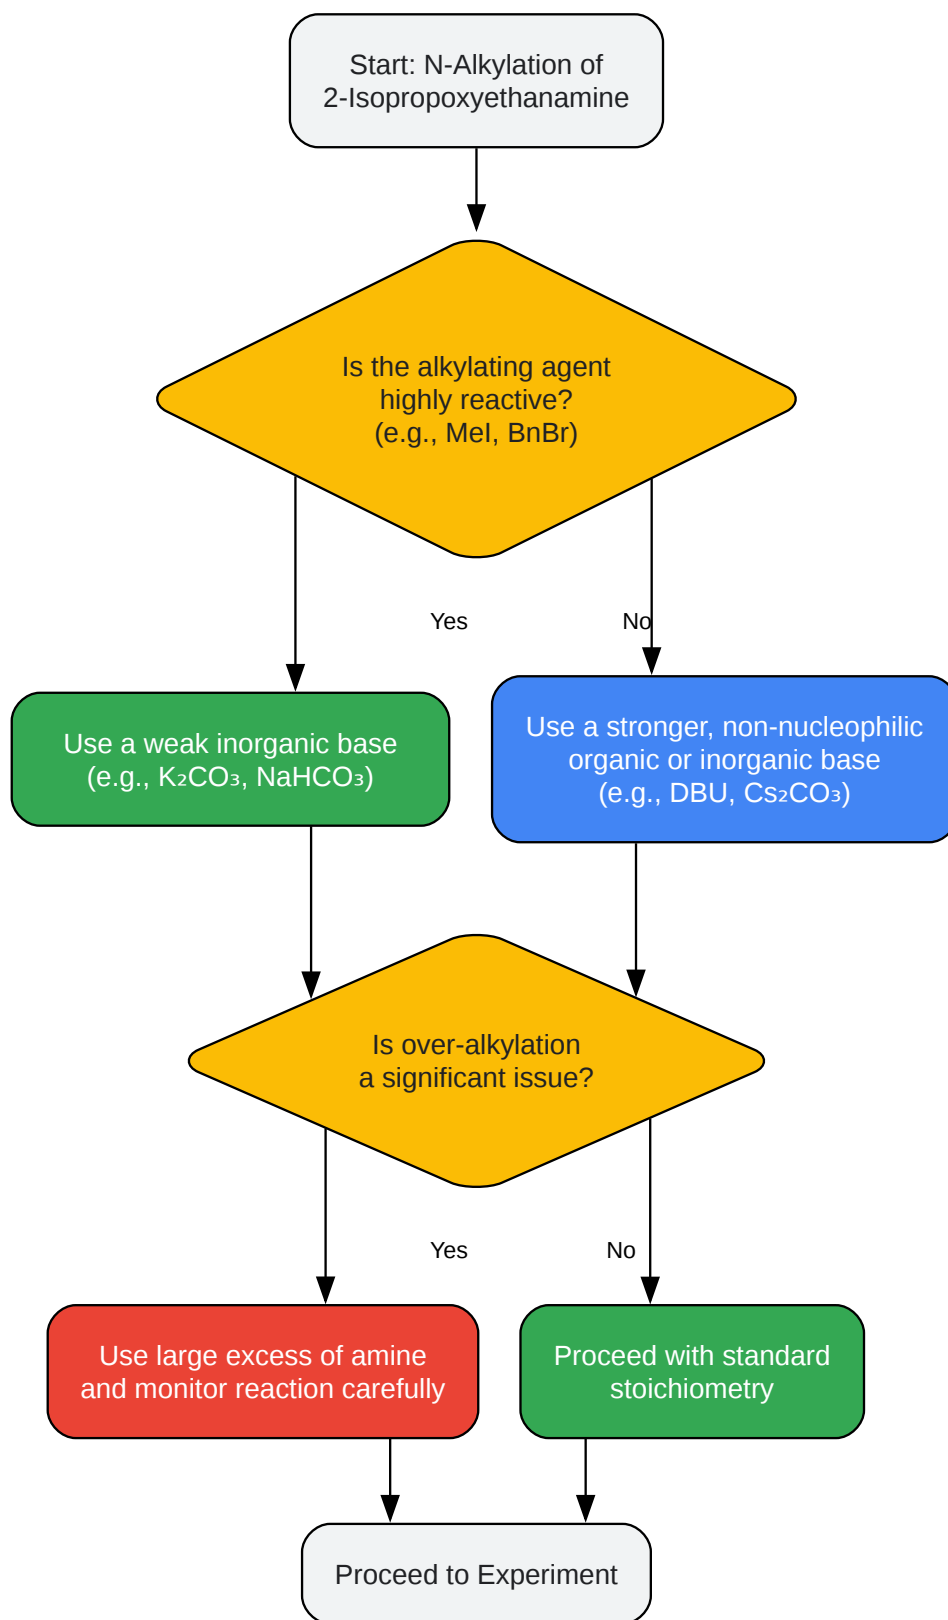 Start: N-Alkylation of
2-Isopropoxyethanamine
Is the alkylating agent
highly reactive?
(e.g., MeI, BnBr)
Yes
No
Use a weak inorganic base
(e.g., K₂CO₃, NaHCO₃)
Use a stronger, non-nucleophilic
organic or inorganic base
(e.g., DBU, Cs₂CO₃)
Is over-alkylation
a significant issue?
Yes
No
Use large excess of amine
and monitor reaction carefully
Proceed with standard
stoichiometry
Proceed to Experiment